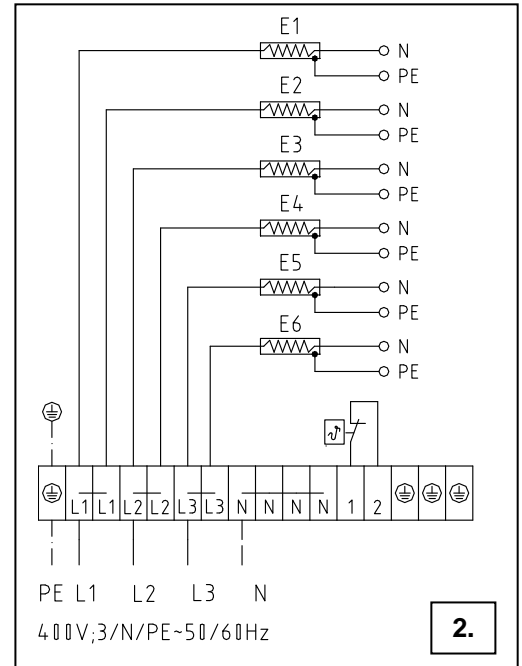 E1
N
PE
E2
N
PE
E3
N
PE
E4
N
PE
E5
N
PE
E6
N
PE
L1 L1 L2 L2 L3 L3 N N N N 1 2
PE L1 L2 L3 N
400V;3/N/PE~50/60Hz
2.